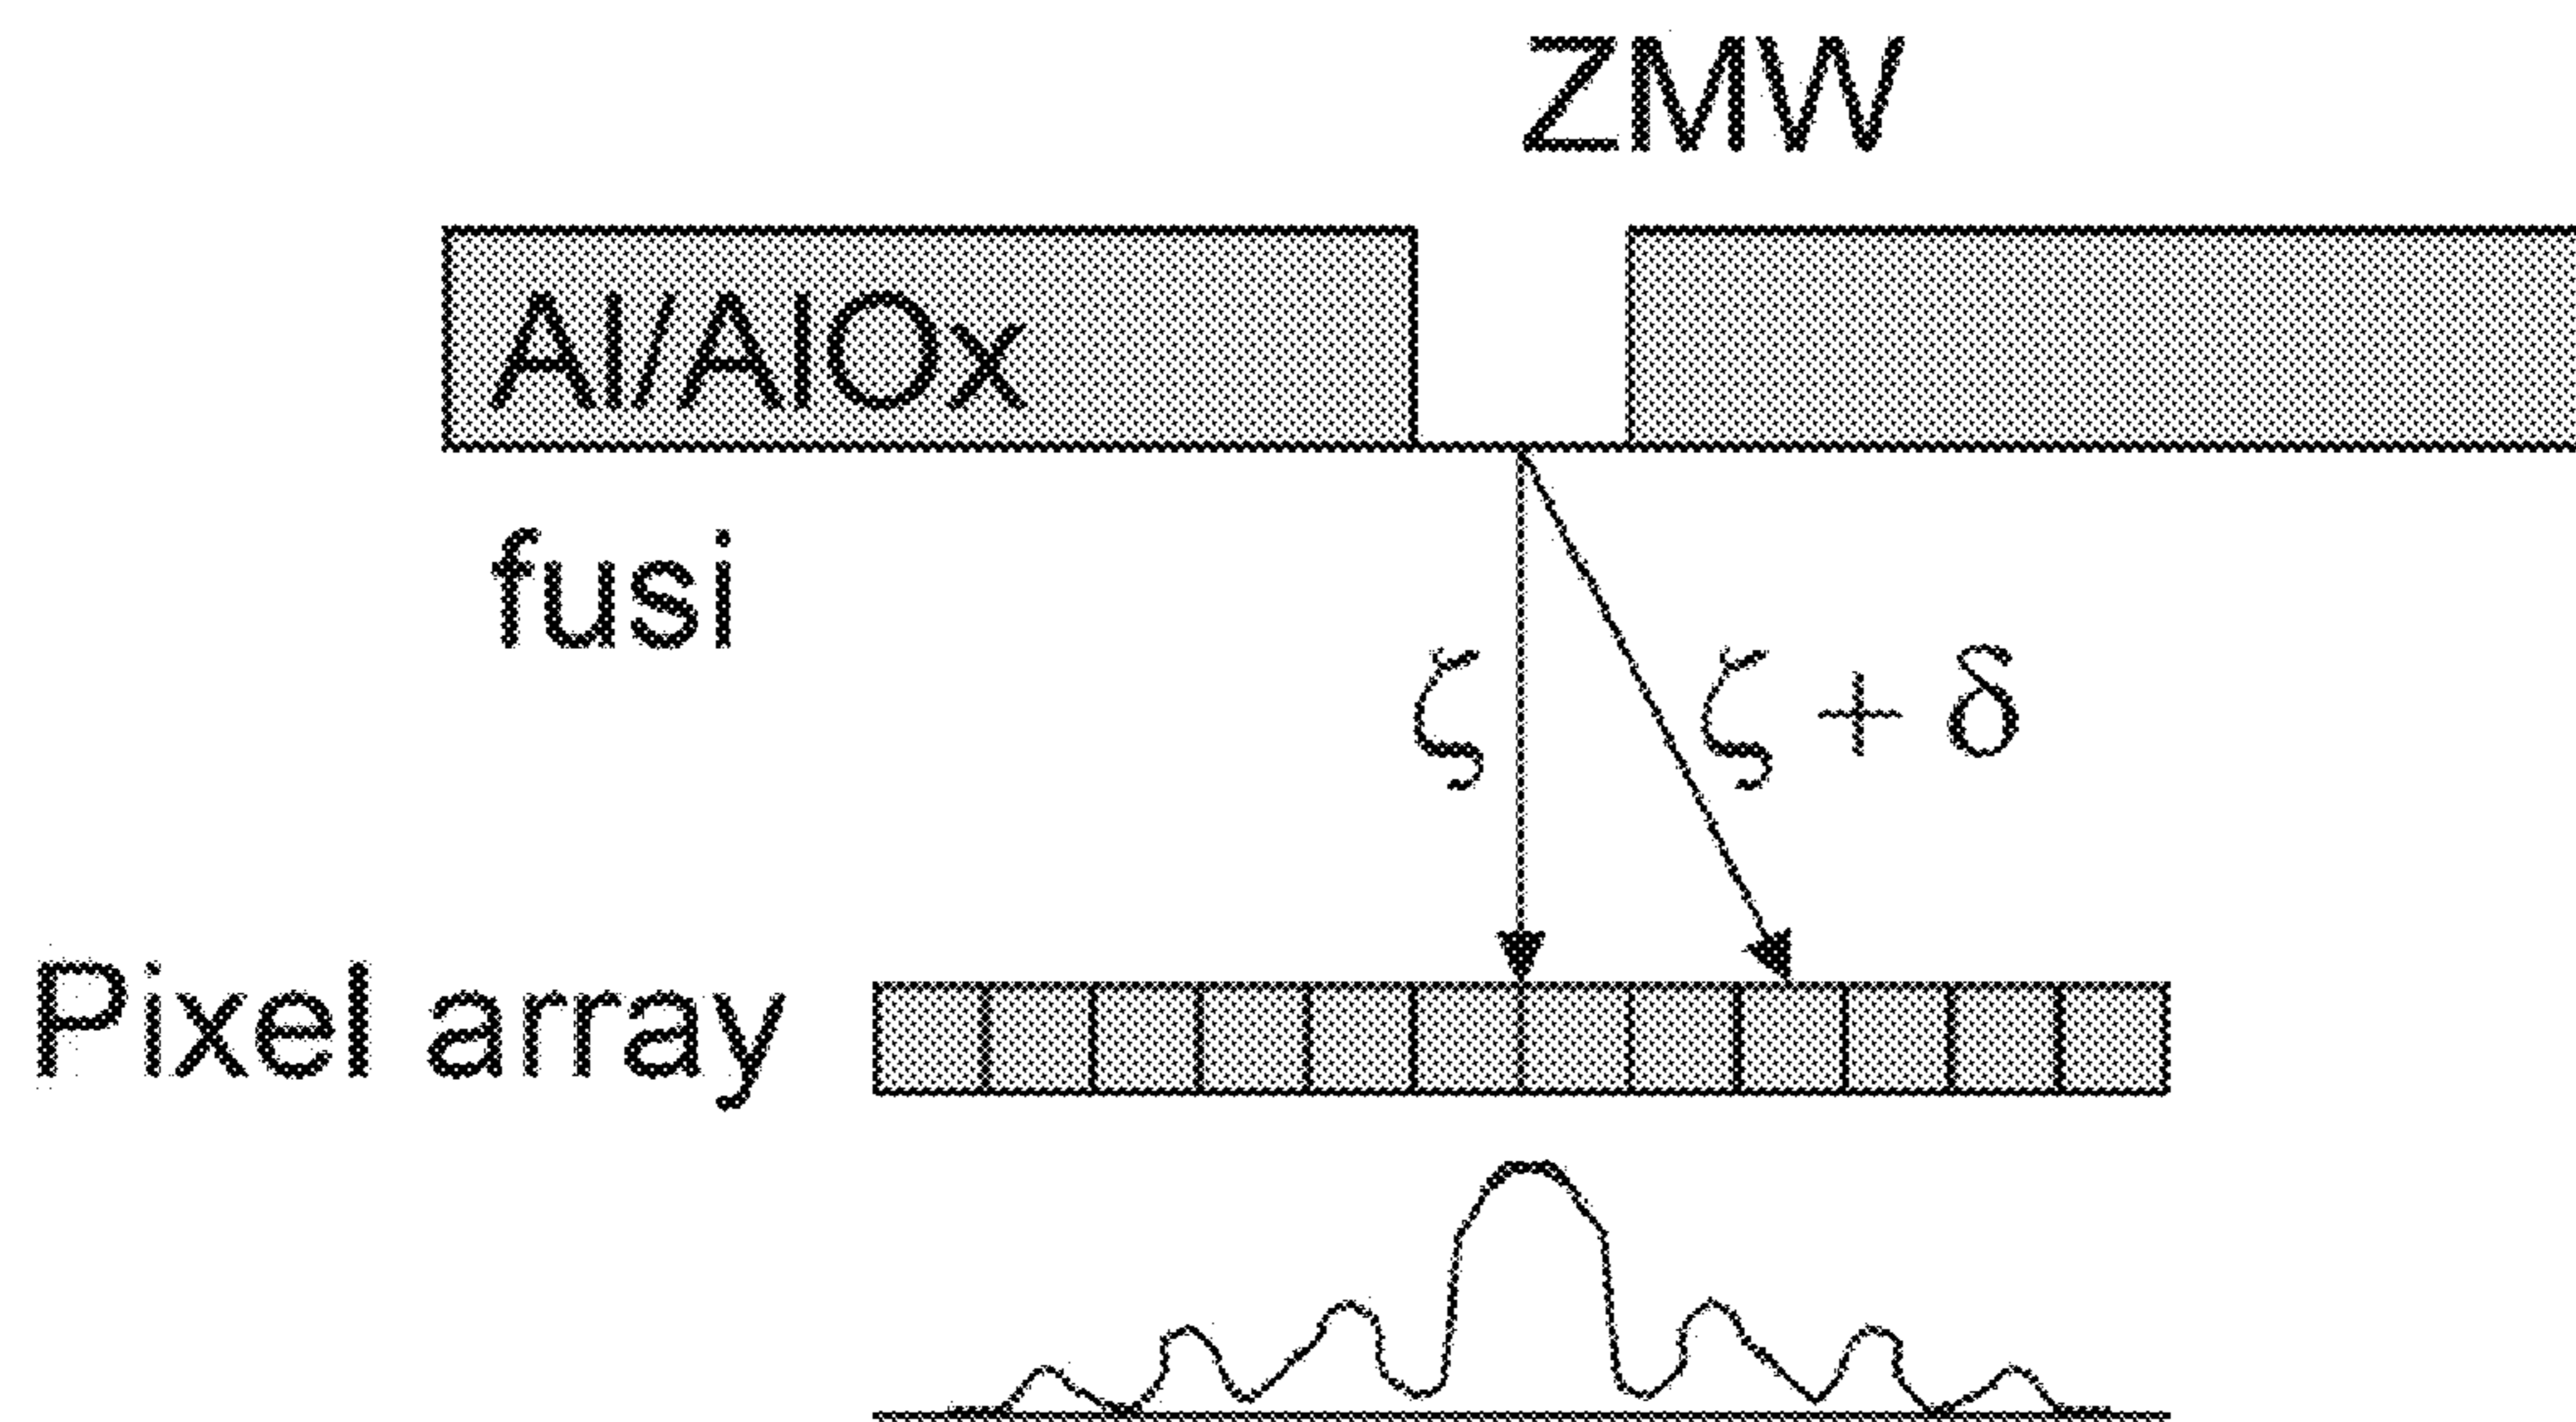 ZMW
Al/AlOx
fusi
ζ ζ + δ
Pixel array